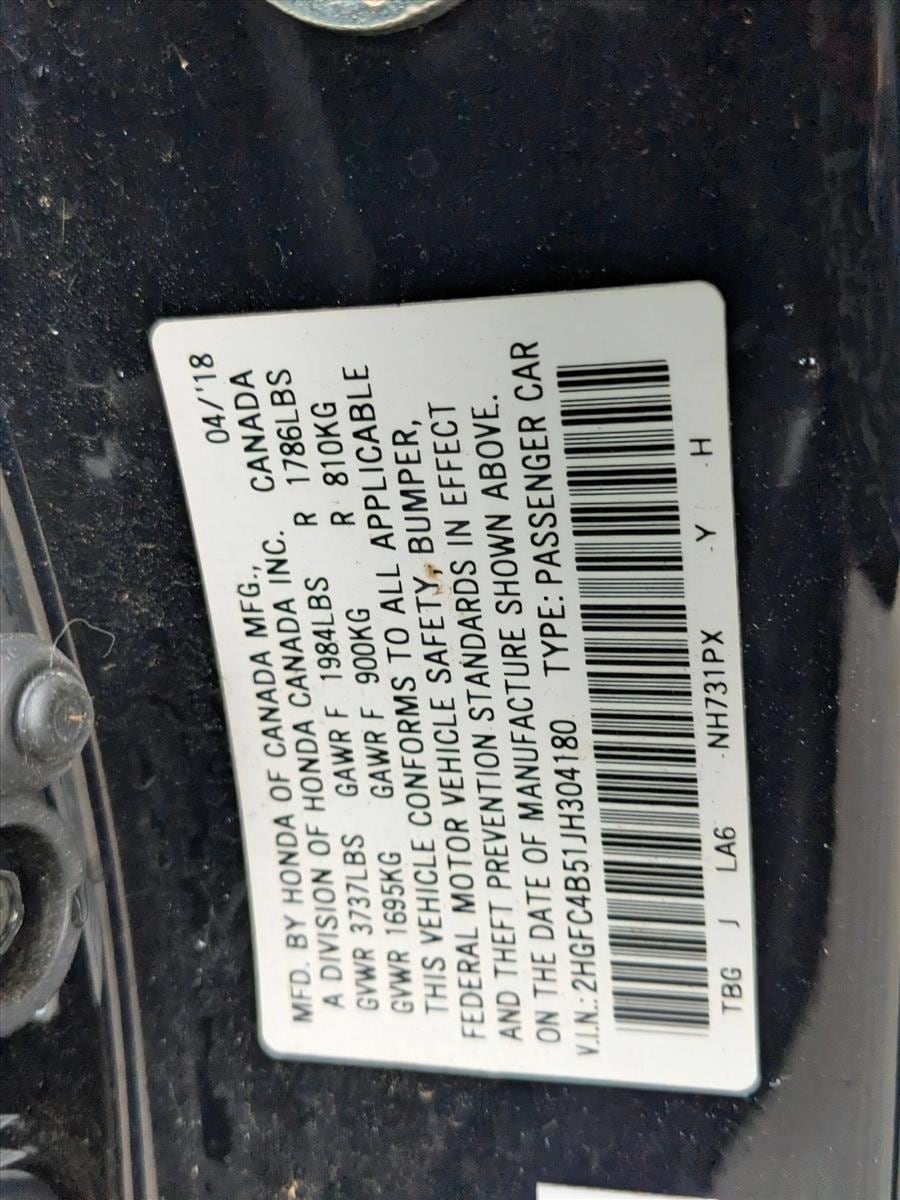 04/'18
MFD. BY HONDA OF CANADA MFG.,
A DIVISION OF HONDA CANADA INC. CANADA
GVWR 3737LBS GAWR F 1984LBS R 1786LBS
GVWR 1695KG GAWR F 900KG R 810KG
THIS VEHICLE CONFORMS TO ALL APPLICABLE
FEDERAL MOTOR VEHICLE SAFETY, BUMPER,
AND THEFT PREVENTION STANDARDS IN EFFECT
ON THE DATE OF MANUFACTURE SHOWN ABOVE.
V.I.N.: 2HGFC4B51JH304180 TYPE: PASSENGER CAR
TBG J LA6 -NH731PX -Y -H